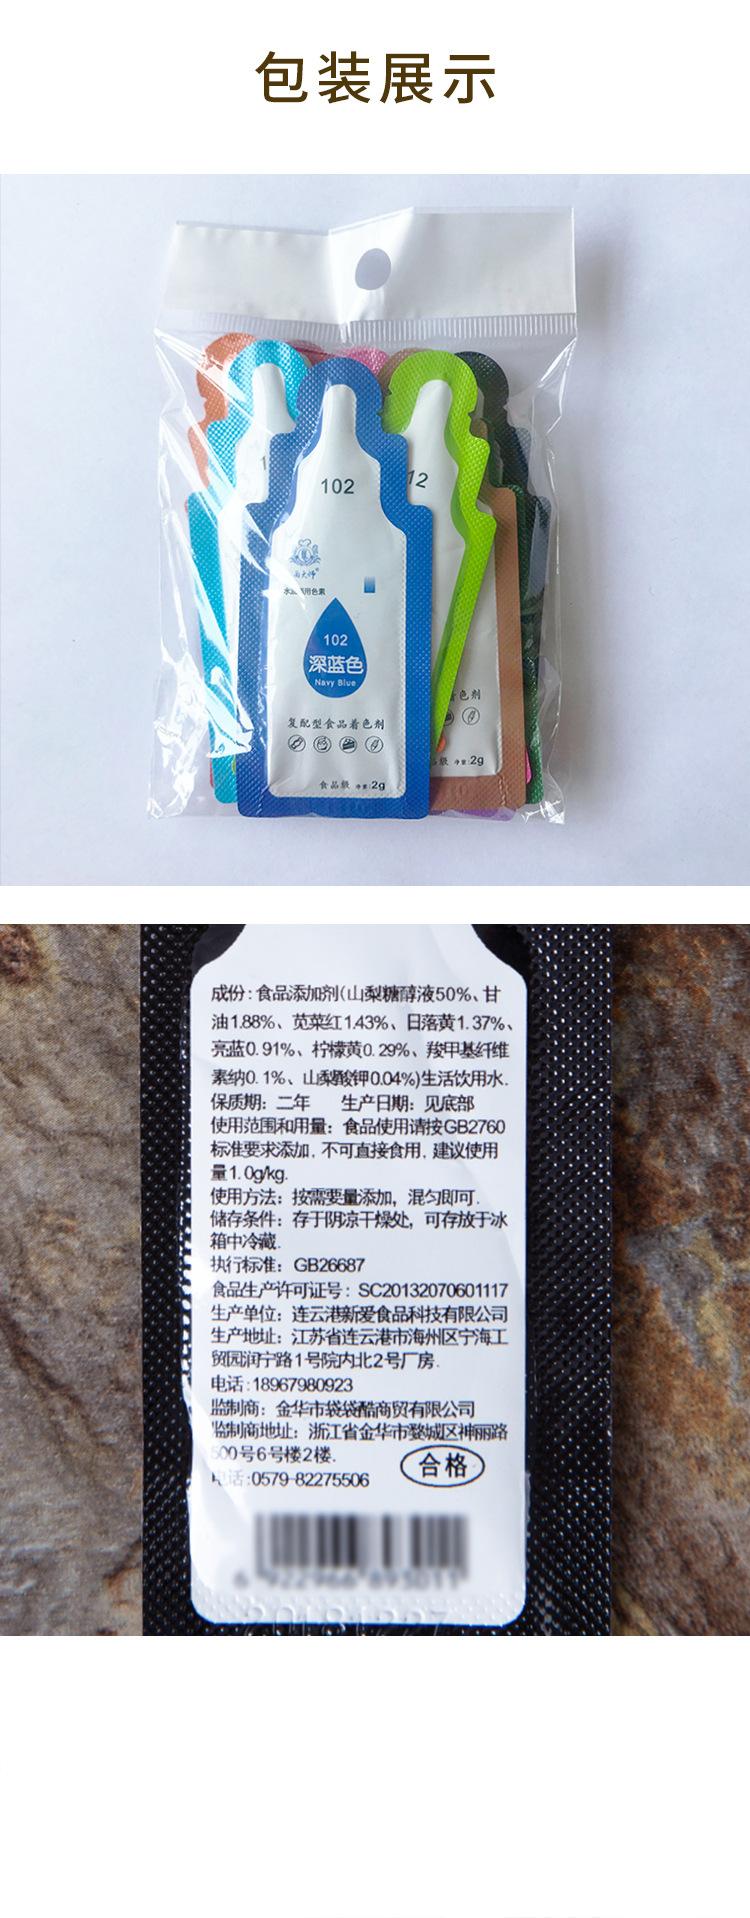 包装展示
102
12
水油两用色素
102
深蓝色
Navy Blue
复配型食品着色剂
着色剂
食品级 净重:2g
级 净重:2g
成份:食品添加剂(山梨糖醇液50%、甘
油1.88%、苋菜红1.43%、日落黄1.37%、
亮蓝0.91%、柠檬黄0.29%、羧甲基纤维
素纳0.1%、山梨酸钾0.04%)生活饮用水.
保质期:二年 生产日期:见底部
使用范围和用量:食品使用请按GB2760
标准要求添加,不可直接食用,建议使用
量1.0g/kg.
使用方法:按需要量添加,混匀即可.
储存条件:存于阴凉干燥处,可存放于冰
箱中冷藏.
执行标准:GB26687
食品生产许可证号:SC20132070601117
生产单位:连云港新爱食品科技有限公司
生产地址:江苏省连云港市海州区宁海工
贸园润宁路1号院内北2号厂房.
电话:18967980923
监制商:金华市袋袋酷商贸有限公司
监制商地址:浙江省金华市婺城区神丽路
500号6号楼2楼.
电话:0579-82275506
合格